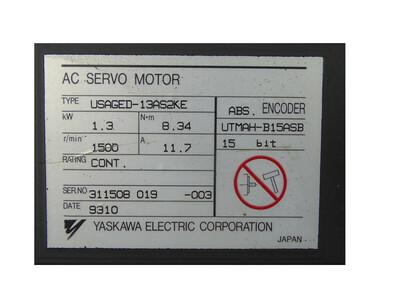 AC SERVO MOTOR
TYPE USAGED-13AS2KE
ABS. ENCODER
kW 1.3 N·m 8.34
UTMAH-B15ASB
r/min 1500 A 11.7
15 bit
RATING CONT.
SER.NO 311508 019 -003
DATE 9310
YASKAWA ELECTRIC CORPORATION
JAPAN